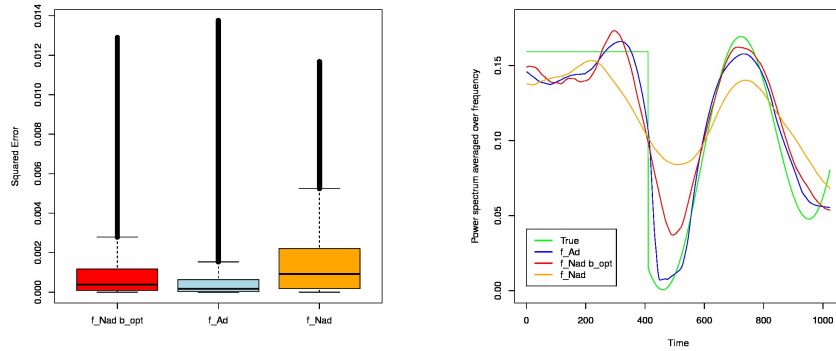 Squared Error
0.014
0.012
0.010
0.008
0.006
0.004
0.002
0.000
f_Nad b_opt
f_Ad
f_Nad
Power spectrum averaged over frequency
0.15
0.10
0.05
0.00
True
f_Ad
f_Nad b_opt
f_Nad
0
200
400
600
800
1000
Time